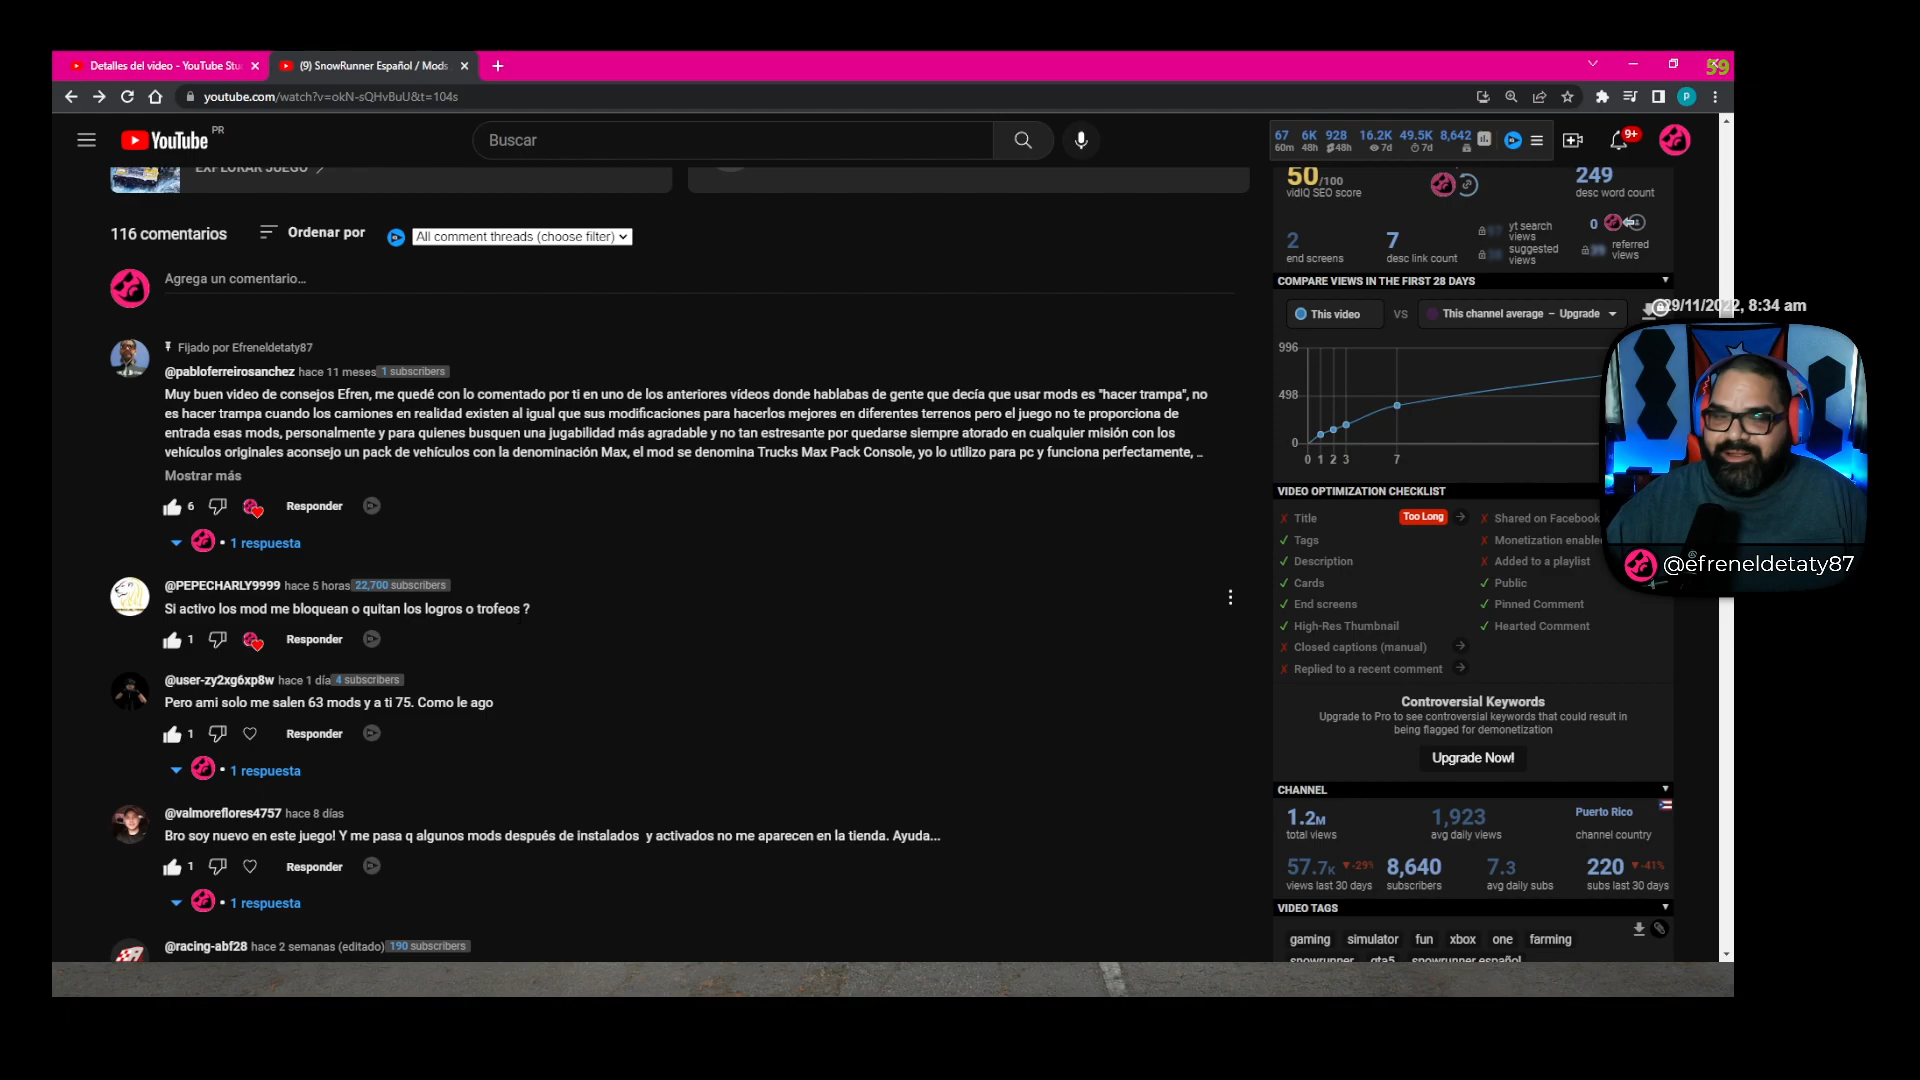 Detalles del vídeo - YouTube Stu
(9) SnowRunner Español / Mods
59
youtube.com/watch?v=okN-sQHvBuU&t=104s
P
YouTube PR
Buscar
67 6K 928 16.2K 49.5K 8,642
60m 48h 48h 7d 7d
9+
EXPLORAR JUEGO
50/100
vidIQ SEO score
249
desc word count
2
end screens
7
desc link count
yt search views
suggested views
0
referred views
116 comentarios
Ordenar por
All comment threads (choose filter)
Agrega un comentario...
COMPARE VIEWS IN THE FIRST 28 DAYS
This video VS This channel average – Upgrade
29/11/2022, 8:34 am
996
498
0
0 1 2 3 7
Fijado por Efreneldetaty87
@pabloferreirosanchez hace 11 meses 1 subscribers
Muy buen video de consejos Efren, me quedé con lo comentado por ti en uno de los anteriores vídeos donde hablabas de gente que decía que usar mods es "hacer trampa", no
es hacer trampa cuando los camiones en realidad existen al igual que sus modificaciones para hacerlos mejores en diferentes terrenos pero el juego no te proporciona de
entrada esas mods, personalmente y para quienes busquen una jugabilidad más agradable y no tan estresante por quedarse siempre atorado en cualquier misión con los
vehículos originales aconsejo un pack de vehículos con la denominación Max, el mod se denomina Trucks Max Pack Console, yo lo utilizo para pc y funciona perfectamente, ...
Mostrar más
6 Responder
1 respuesta
@PEPECHARLY9999 hace 5 horas 22,700 subscribers
Si activo los mod me bloquean o quitan los logros o trofeos ?
1 Responder
@user-zy2xg6xp8w hace 1 día 4 subscribers
Pero ami solo me salen 63 mods y a ti 75. Como le ago
1 Responder
1 respuesta
@valmoreflores4757 hace 8 días
Bro soy nuevo en este juego! Y me pasa q algunos mods después de instalados y activados no me aparecen en la tienda. Ayuda...
1 Responder
1 respuesta
@racing-abf28 hace 2 semanas (editado) 190 subscribers
VIDEO OPTIMIZATION CHECKLIST
Title Too Long
Shared on Facebook
Tags
Monetization enable
Description
Added to a playlist
Cards
Public
End screens
Pinned Comment
High-Res Thumbnail
Hearted Comment
Closed captions (manual)
Replied to a recent comment
@efreneldetaty87
Controversial Keywords
Upgrade to Pro to see controversial keywords that could result in
being flagged for demonetization
Upgrade Now!
CHANNEL
1.2M
total views
1,923
avg daily views
Puerto Rico
channel country
57.7K -29%
views last 30 days
8,640
subscribers
7.3
avg daily subs
220 -41%
subs last 30 days
VIDEO TAGS
gaming simulator fun xbox one farming
snowrunner gta5 snowrunner español